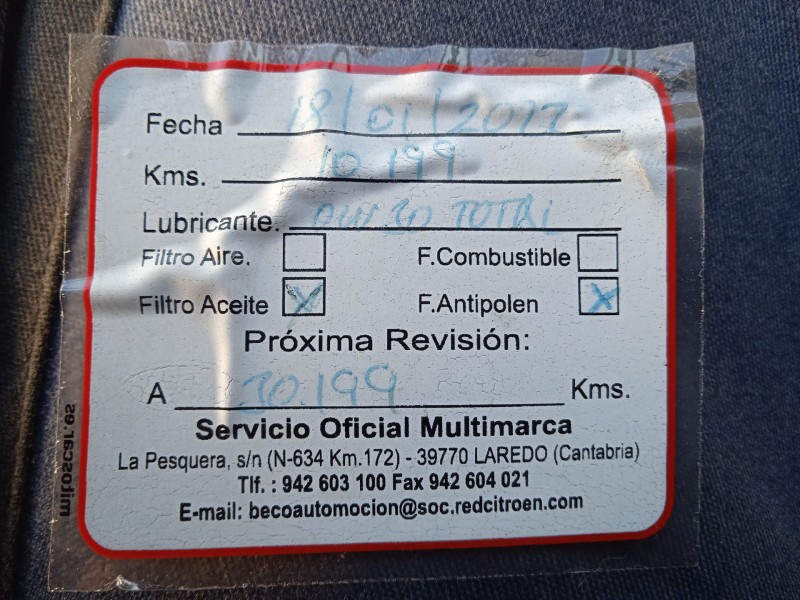 Fecha
Kms. 10.199
Lubricante. 0W30 TOTAL
Filtro Aire. F.Combustible
Filtro Aceite X F.Antipolen X
Próxima Revisión:
A 30.199 Kms.
Servicio Oficial Multimarca
La Pesquera, s/n (N-634 Km.172) - 39770 LAREDO (Cantabria)
Tlf. : 942 603 100 Fax 942 604 021
E-mail: becoautomocion@soc.redcitroen.com